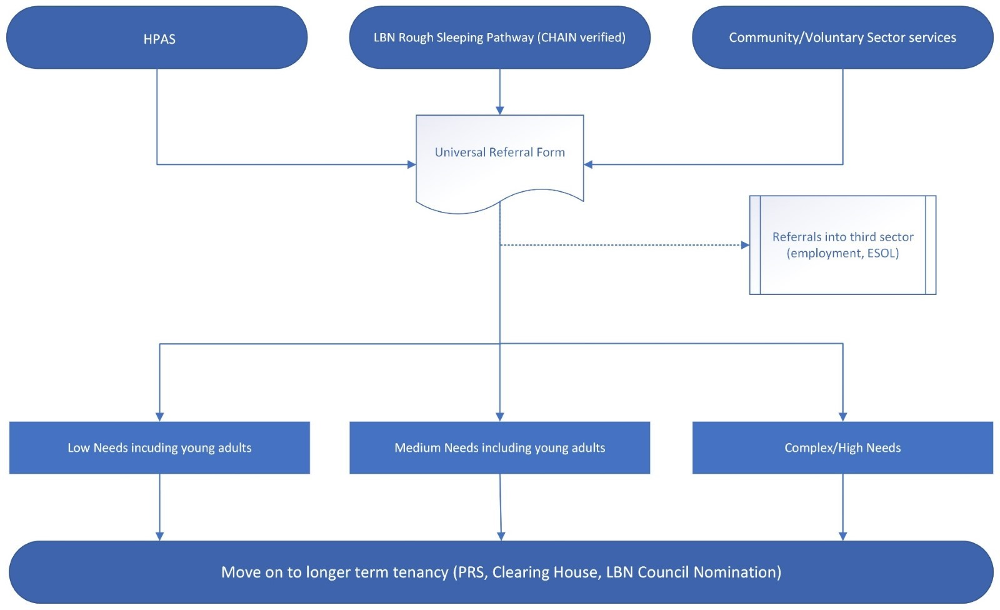 HPAS
LBN Rough Sleeping Pathway (CHAIN verified)
Community/Voluntary Sector services
Universal Referral Form
Referrals into third sector
(employment, ESOL)
Low Needs incuding young adults
Medium Needs including young adults
Complex/High Needs
Move on to longer term tenancy (PRS, Clearing House, LBN Council Nomination)